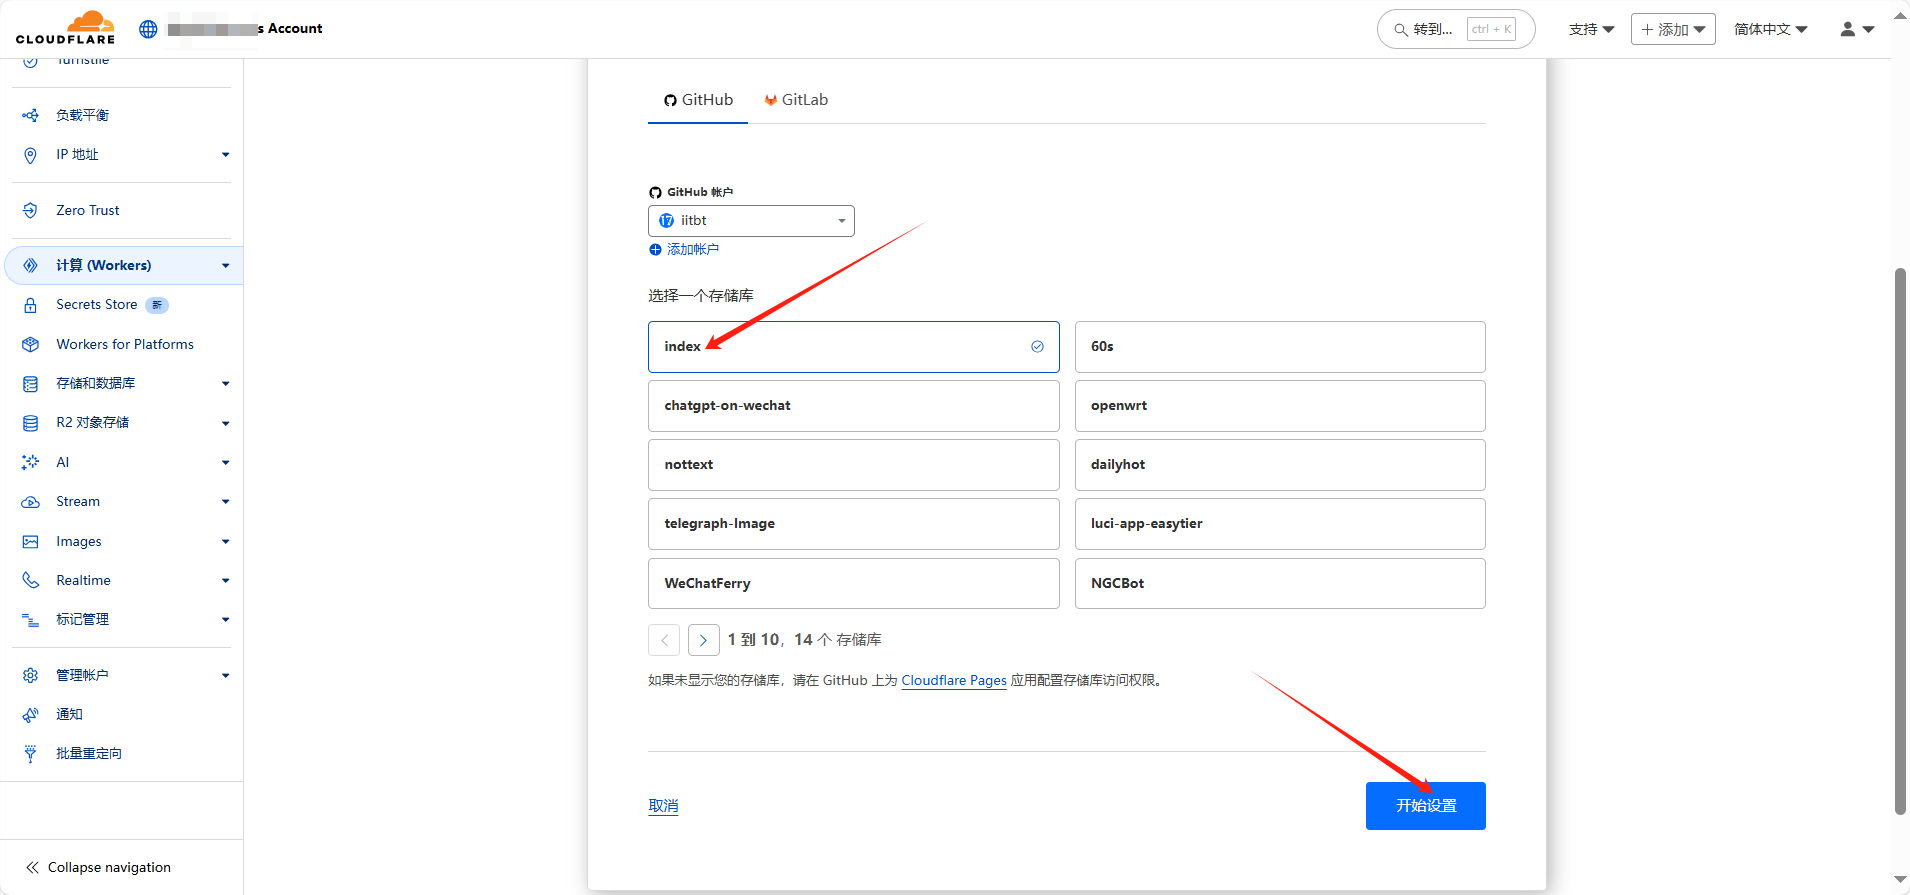 CLOUDFLARE
s Account
转到...
ctrl + K
支持
添加
简体中文
Turnstile
负载平衡
IP 地址
Zero Trust
计算 (Workers)
Secrets Store 新
Workers for Platforms
存储和数据库
R2 对象存储
AI
Stream
Images
Realtime
标记管理
管理帐户
通知
批量重定向
Collapse navigation
GitHub
GitLab
GitHub 帐户
iitbt
添加帐户
选择一个存储库
index
60s
chatgpt-on-wechat
openwrt
nottext
dailyhot
telegraph-Image
luci-app-easytier
WeChatFerry
NGCBot
1 到 10，14 个 存储库
如果未显示您的存储库，请在 GitHub 上为 Cloudflare Pages 应用配置存储库访问权限。
取消
开始设置